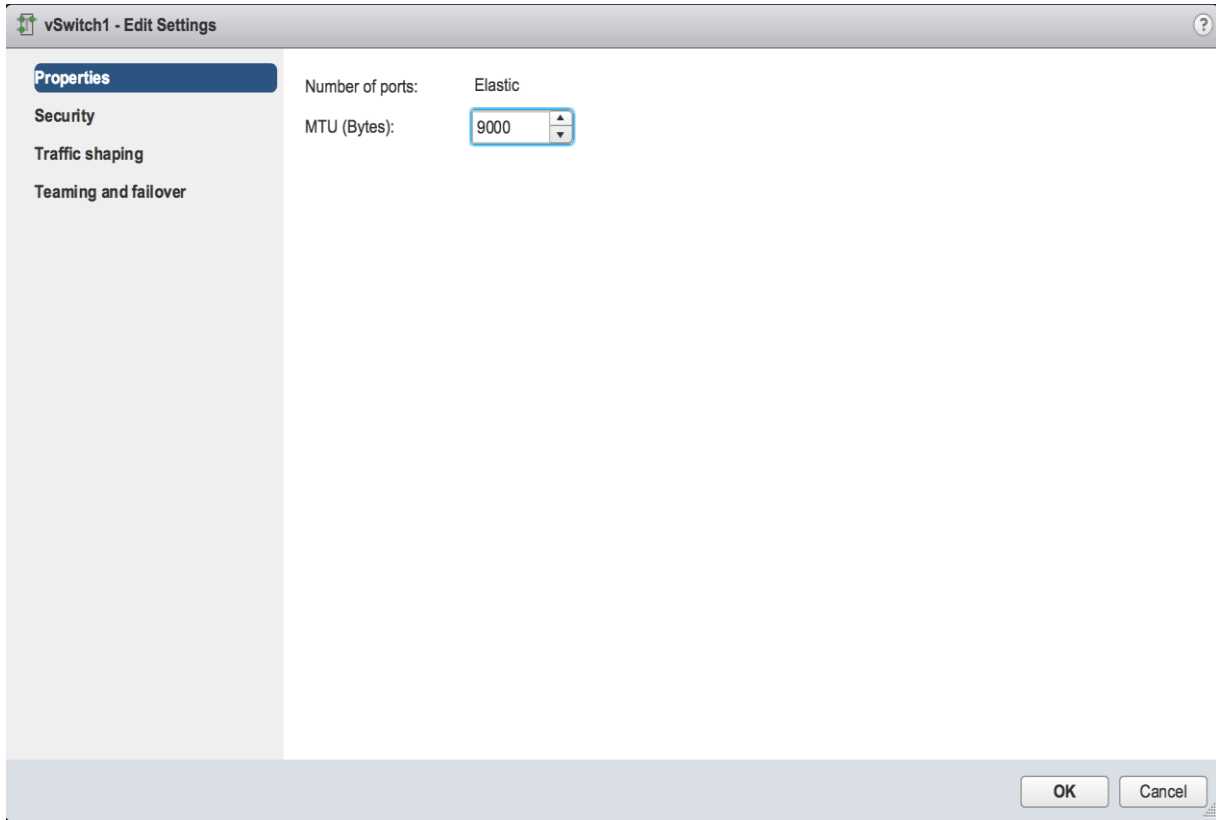 vSwitch1 - Edit Settings
?
Properties
Security
Traffic shaping
Teaming and failover
Number of ports: Elastic
MTU (Bytes): 9000
OK Cancel